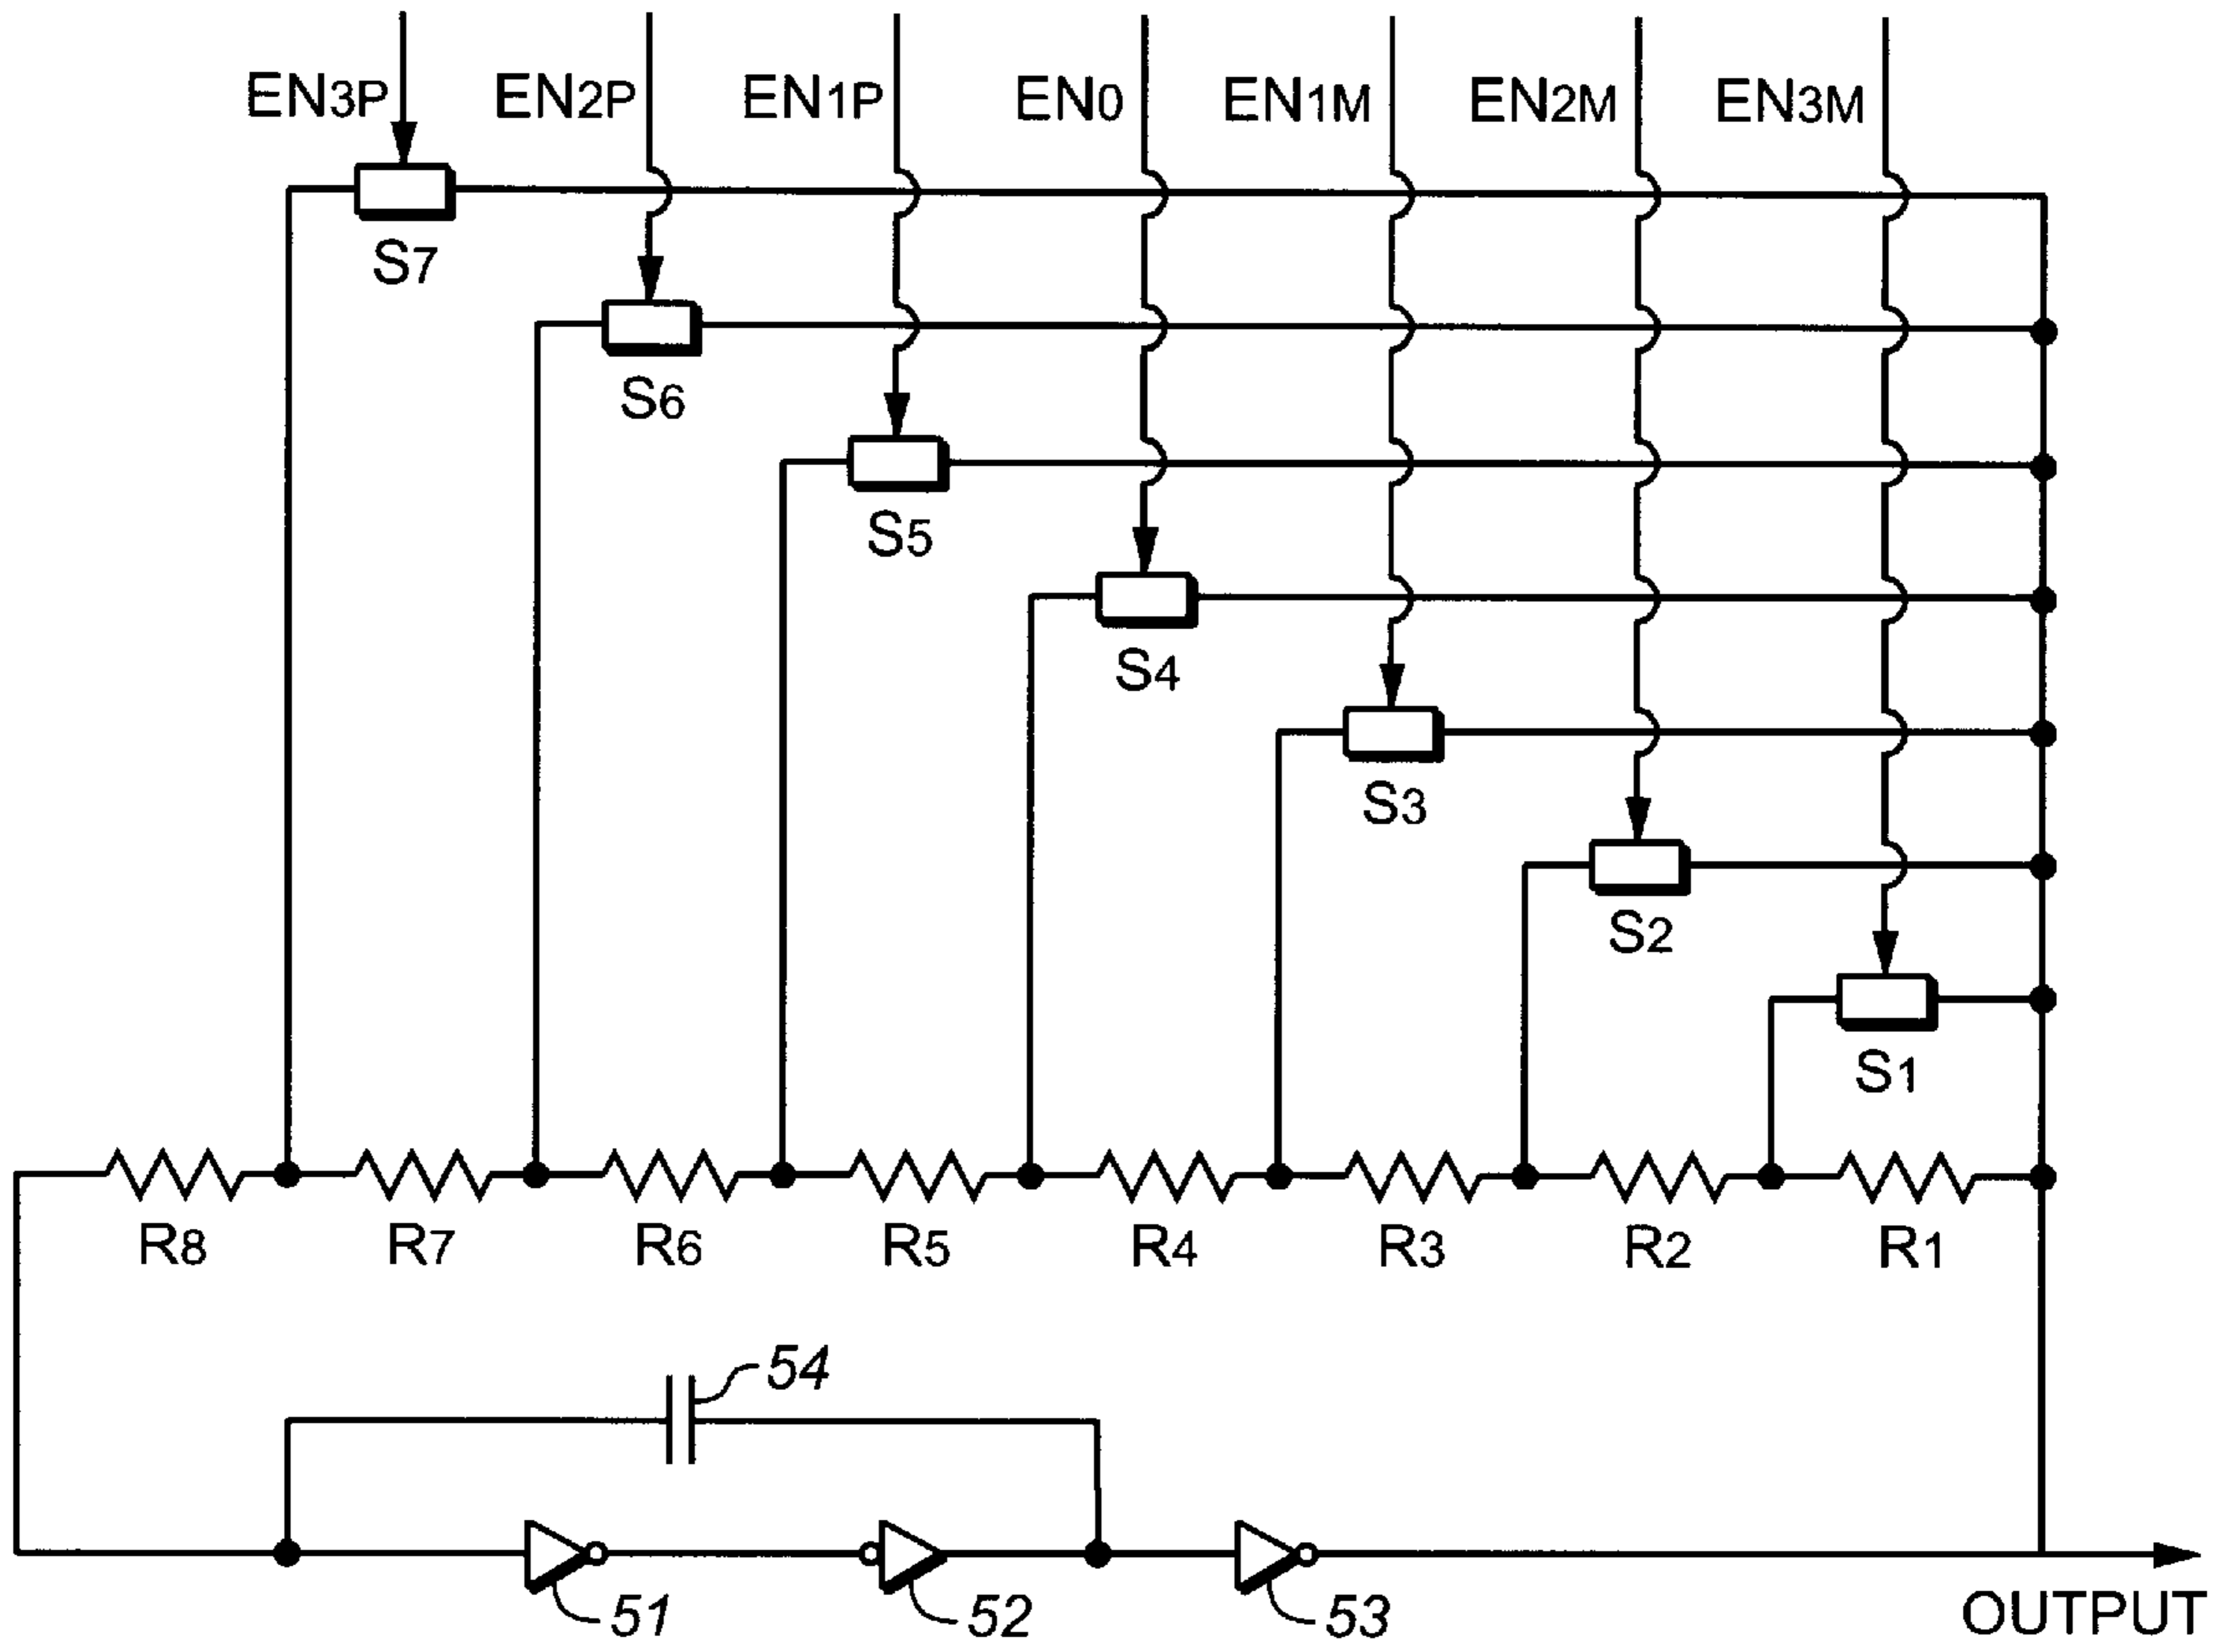 EN3P EN2P EN1P EN0 EN1M EN2M EN3M
S7
S6
S5
S4
S3
S2
S1
R8 R7 R6 R5 R4 R3 R2 R1
54
51 52 53
OUTPUT